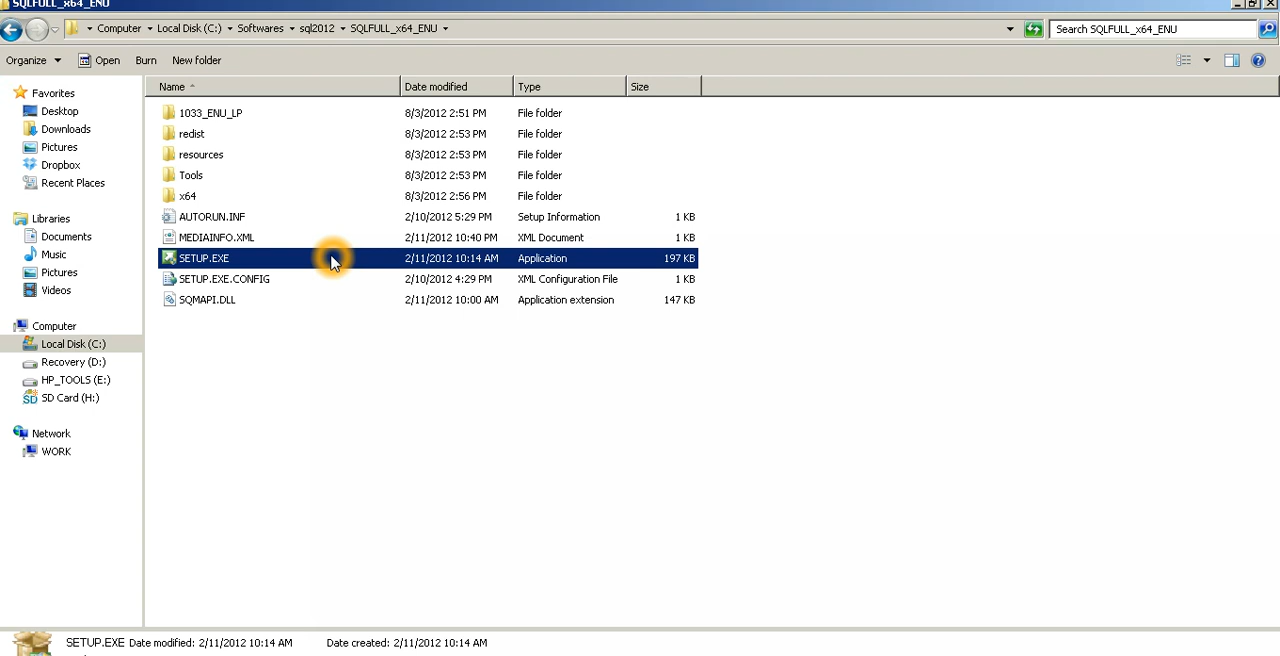 SQLFULL_x64_ENU
Computer Local Disk (C:) Softwares sql2012 SQLFULL_x64_ENU Search SQLFULL_x64_ENU
Organize Open Burn New folder
Name Date modified Type Size
Favorites
Desktop
Downloads
Pictures
Dropbox
Recent Places
Libraries
Documents
Music
Pictures
Videos
Computer
Local Disk (C:)
Recovery (D:)
HP_TOOLS (E:)
SD Card (H:)
Network
WORK
1033_ENU_LP 8/3/2012 2:51 PM File folder
redist 8/3/2012 2:53 PM File folder
resources 8/3/2012 2:53 PM File folder
Tools 8/3/2012 2:53 PM File folder
x64 8/3/2012 2:56 PM File folder
AUTORUN.INF 2/10/2012 5:29 PM Setup Information 1 KB
MEDIAINFO.XML 2/11/2012 10:40 PM XML Document 1 KB
SETUP.EXE 2/11/2012 10:14 AM Application 197 KB
SETUP.EXE.CONFIG 2/10/2012 4:29 PM XML Configuration File 1 KB
SQMAPI.DLL 2/11/2012 10:00 AM Application extension 147 KB
SETUP.EXE Date modified: 2/11/2012 10:14 AM Date created: 2/11/2012 10:14 AM